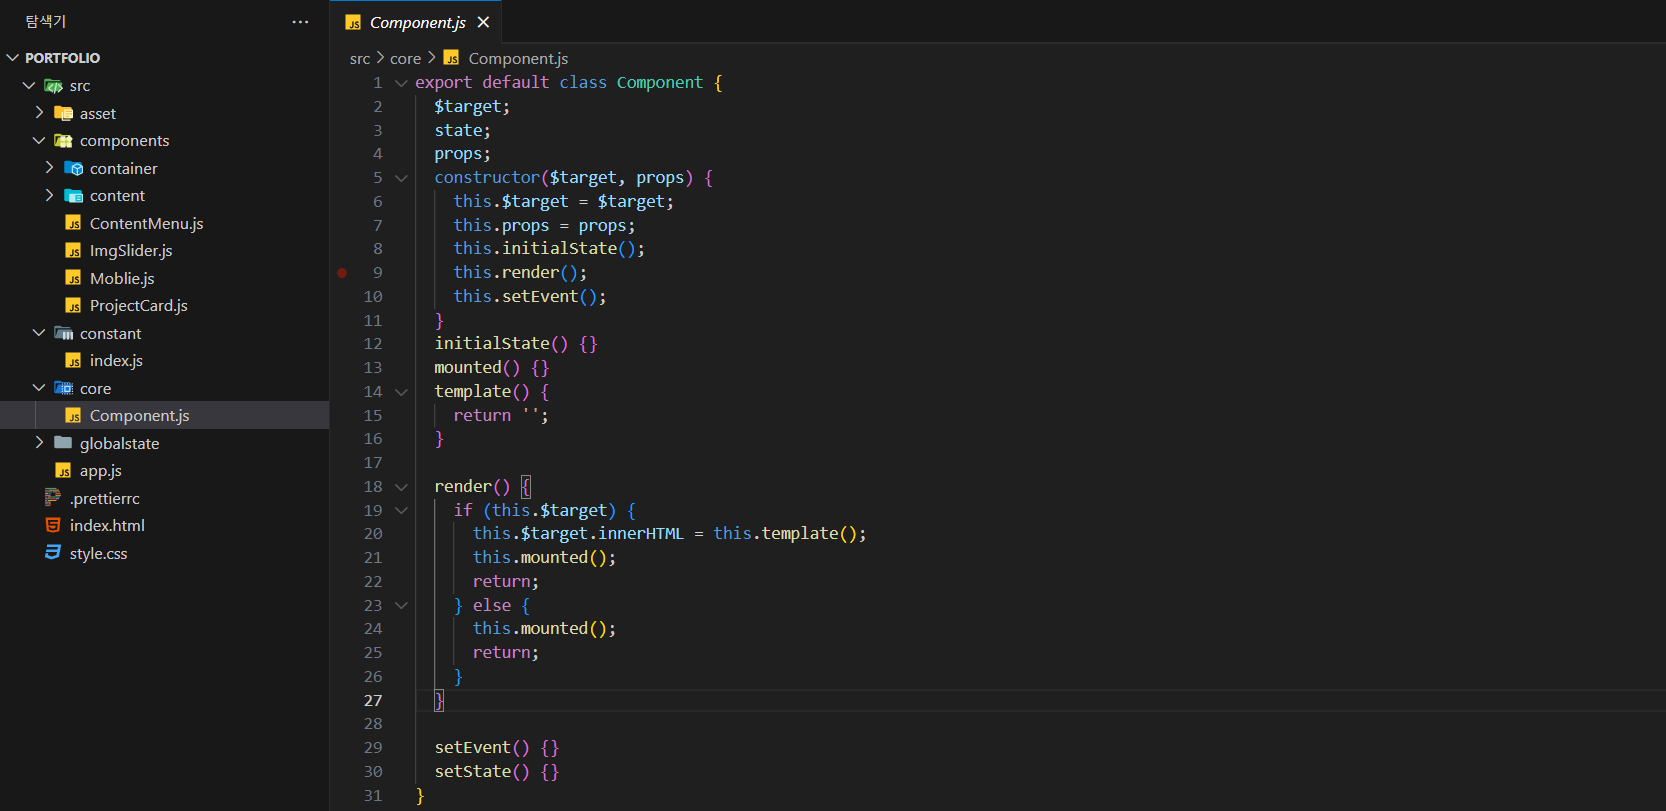 탐색기
PORTFOLIO
src
asset
components
container
content
ContentMenu.js
ImgSlider.js
Moblie.js
ProjectCard.js
constant
index.js
core
Component.js
globalstate
app.js
.prettierrc
index.html
style.css
Component.js
src > core > Component.js
1 export default class Component {
2 $target;
3 state;
4 props;
5 constructor($target, props) {
6 this.$target = $target;
7 this.props = props;
8 this.initialState();
9 this.render();
10 this.setEvent();
11 }
12 initialState() {}
13 mounted() {}
14 template() {
15 return '';
16 }
17
18 render() {
19 if (this.$target) {
20 this.$target.innerHTML = this.template();
21 this.mounted();
22 return;
23 } else {
24 this.mounted();
25 return;
26 }
27 }
28
29 setEvent() {}
30 setState() {}
31 }